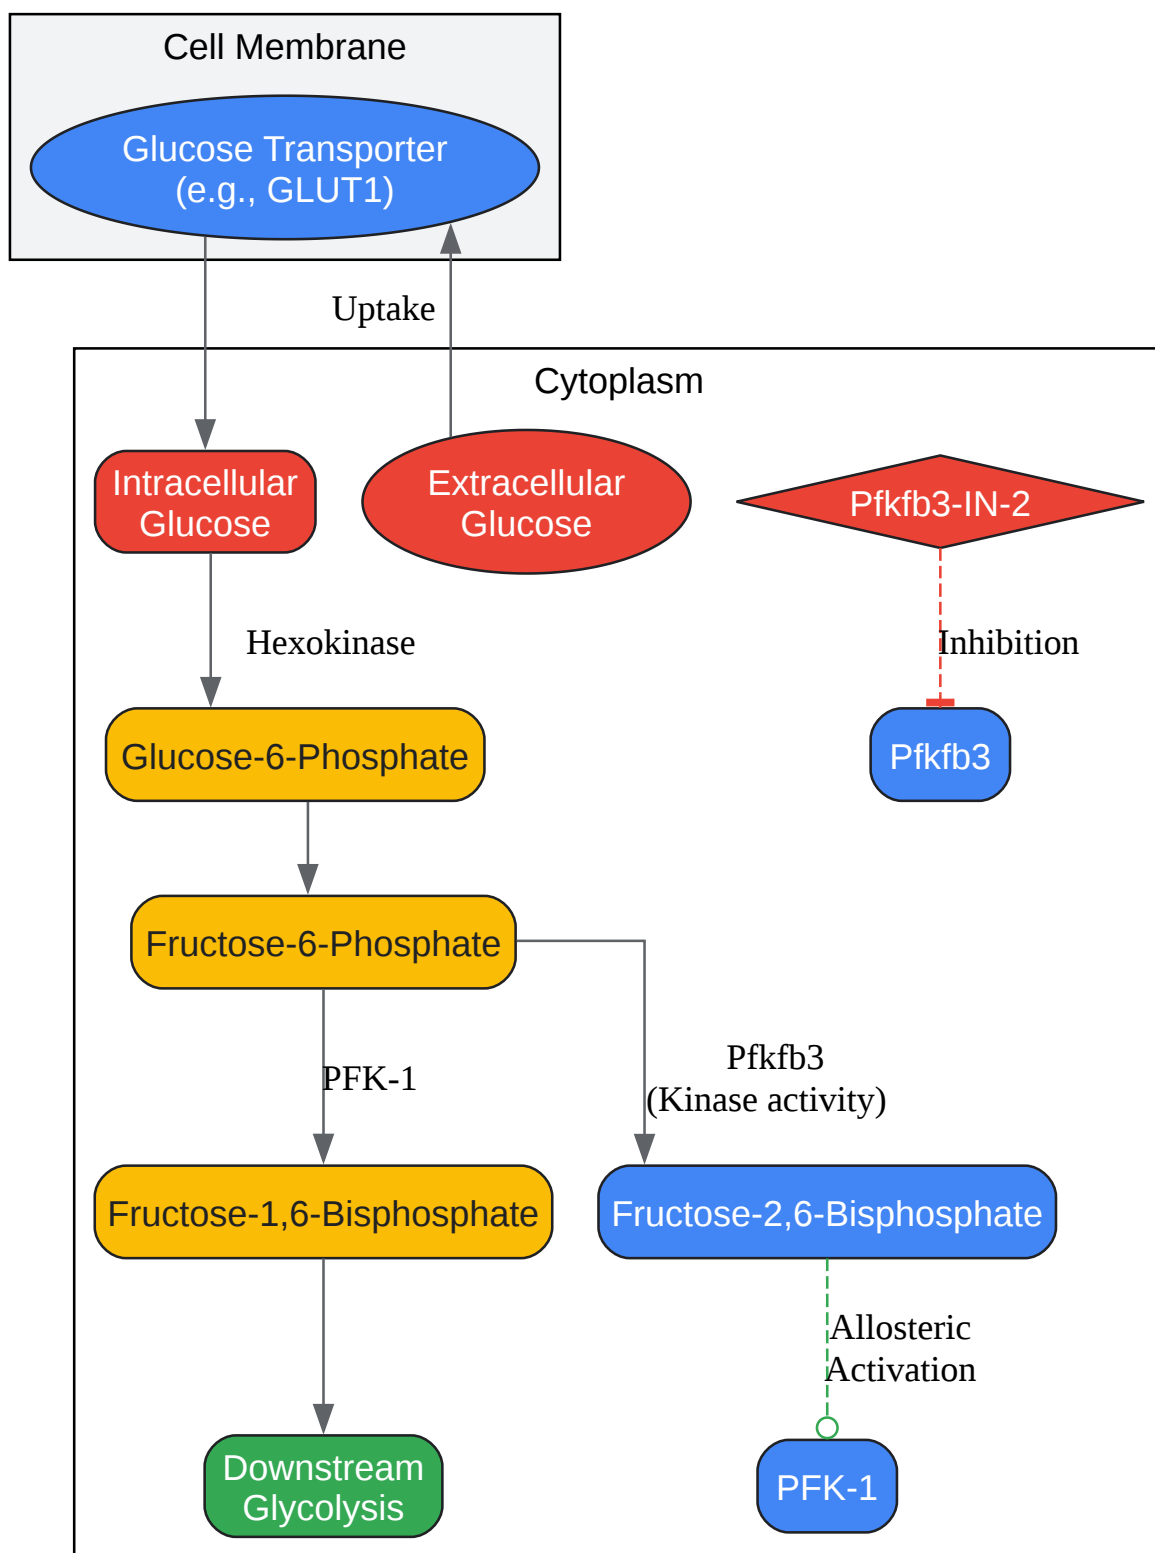 Cell Membrane
Glucose Transporter
(e.g., GLUT1)
Uptake
Cytoplasm
Intracellular
Glucose
Extracellular
Glucose
Pfkfb3-IN-2
Hexokinase
Inhibition
Glucose-6-Phosphate
Pfkfb3
Fructose-6-Phosphate
PFK-1
Pfkfb3
(Kinase activity)
Fructose-1,6-Bisphosphate
Fructose-2,6-Bisphosphate
Allosteric
Activation
Downstream
Glycolysis
PFK-1